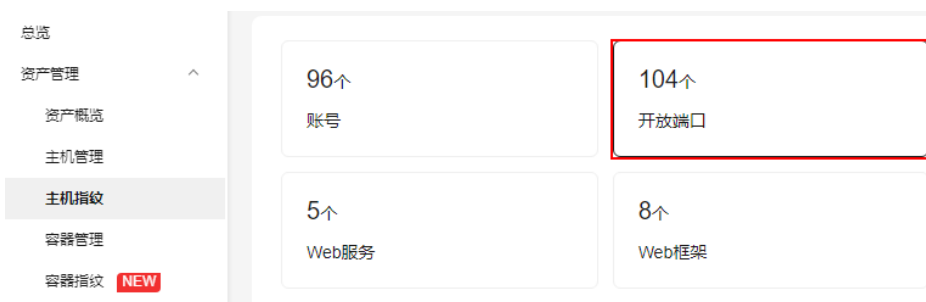 总览
资产管理
资产概览
主机管理
主机指纹
容器管理
容器指纹 NEW
96个
账号
104个
开放端口
5个
Web服务
8个
Web框架